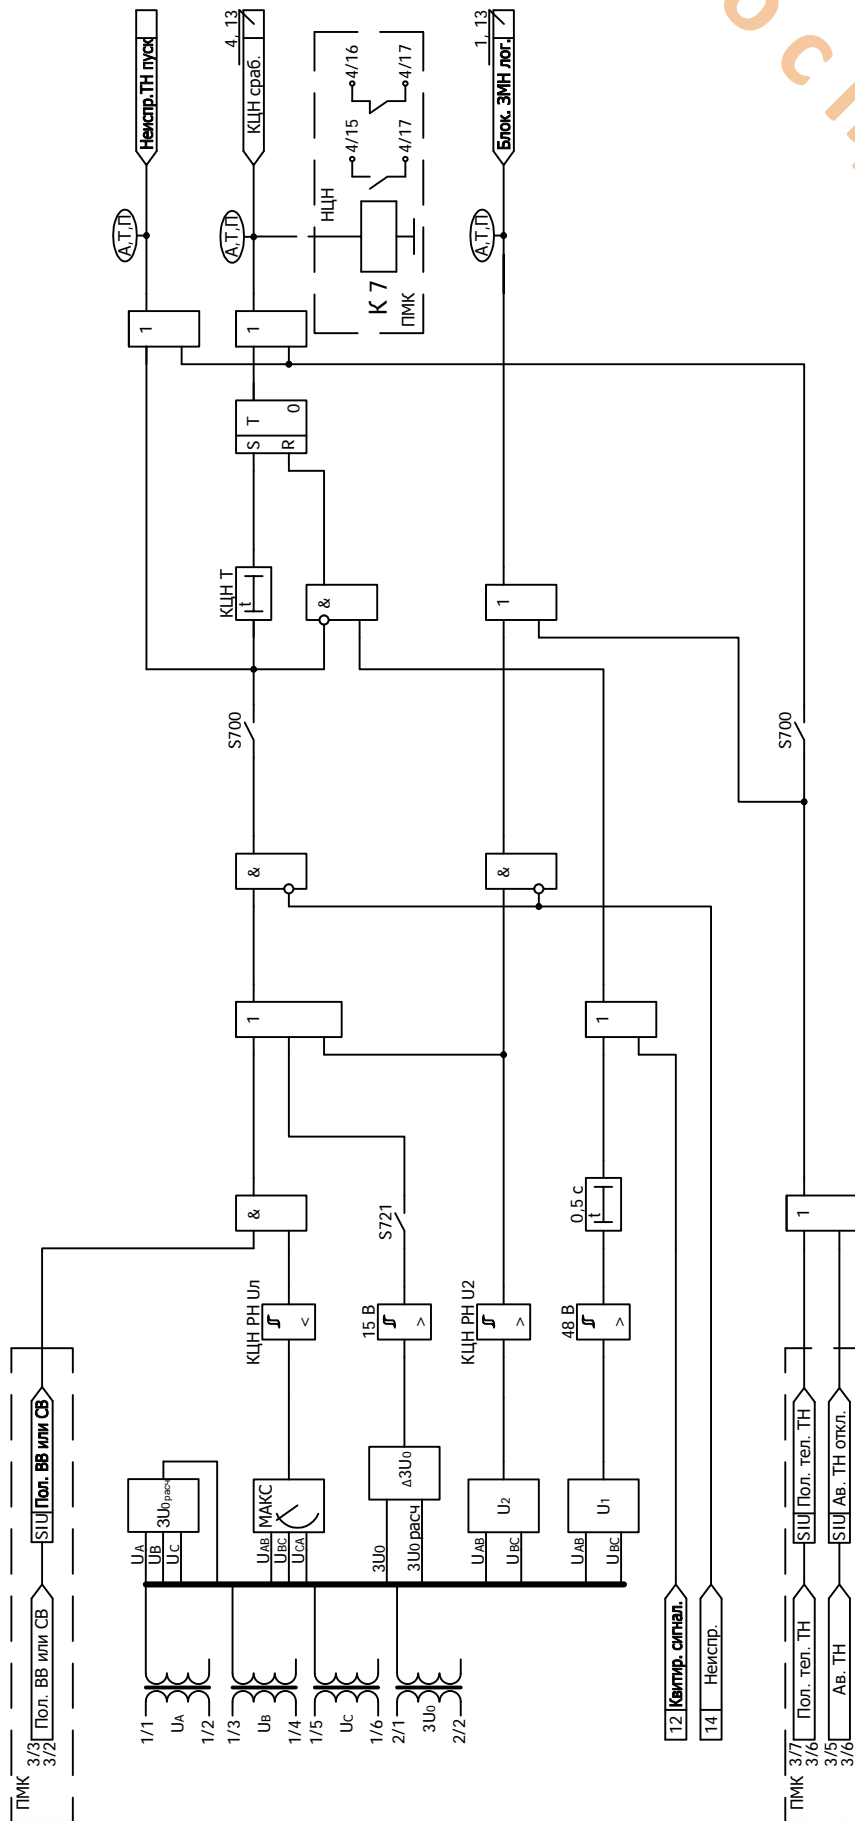 Неиспр.ТН пуск
4, 13
КЦН сраб.
1, 13
Блок. ЗМН лог.
4/16
4/17
4/15
4/17
НЦН
К 7
ПМК
А,Т,П
А,Т,П
А,Т,П
1
1
T
0
S
R
КЦН Т
t
&
1
S700
S700
&
&
1
1
&
S721
0,5 с
t
1
КЦН РН Uл
<
15 В
>
КЦН РН U2
>
48 В
>
3U0расч
МАКС
Δ3U0
U2
U1
UA
UB
UC
UAB
UBC
UCA
3U0
3U0 расч
UAB
UBC
UAB
UBC
1/1
UA
1/2
1/3
UB
1/4
1/5
UC
1/6
2/1
3U0
2/2
ПМК
3/3
3/2
Пол. ВВ или СВ
SIU
Пол. ВВ или СВ
12
Квитир. сигнал.
14
Неиспр.
ПМК
3/7
3/6
Пол. тел. ТН
SIU
Пол. тел. ТН
3/5
3/6
Ав. ТН
SIU
Ав. ТН откл.